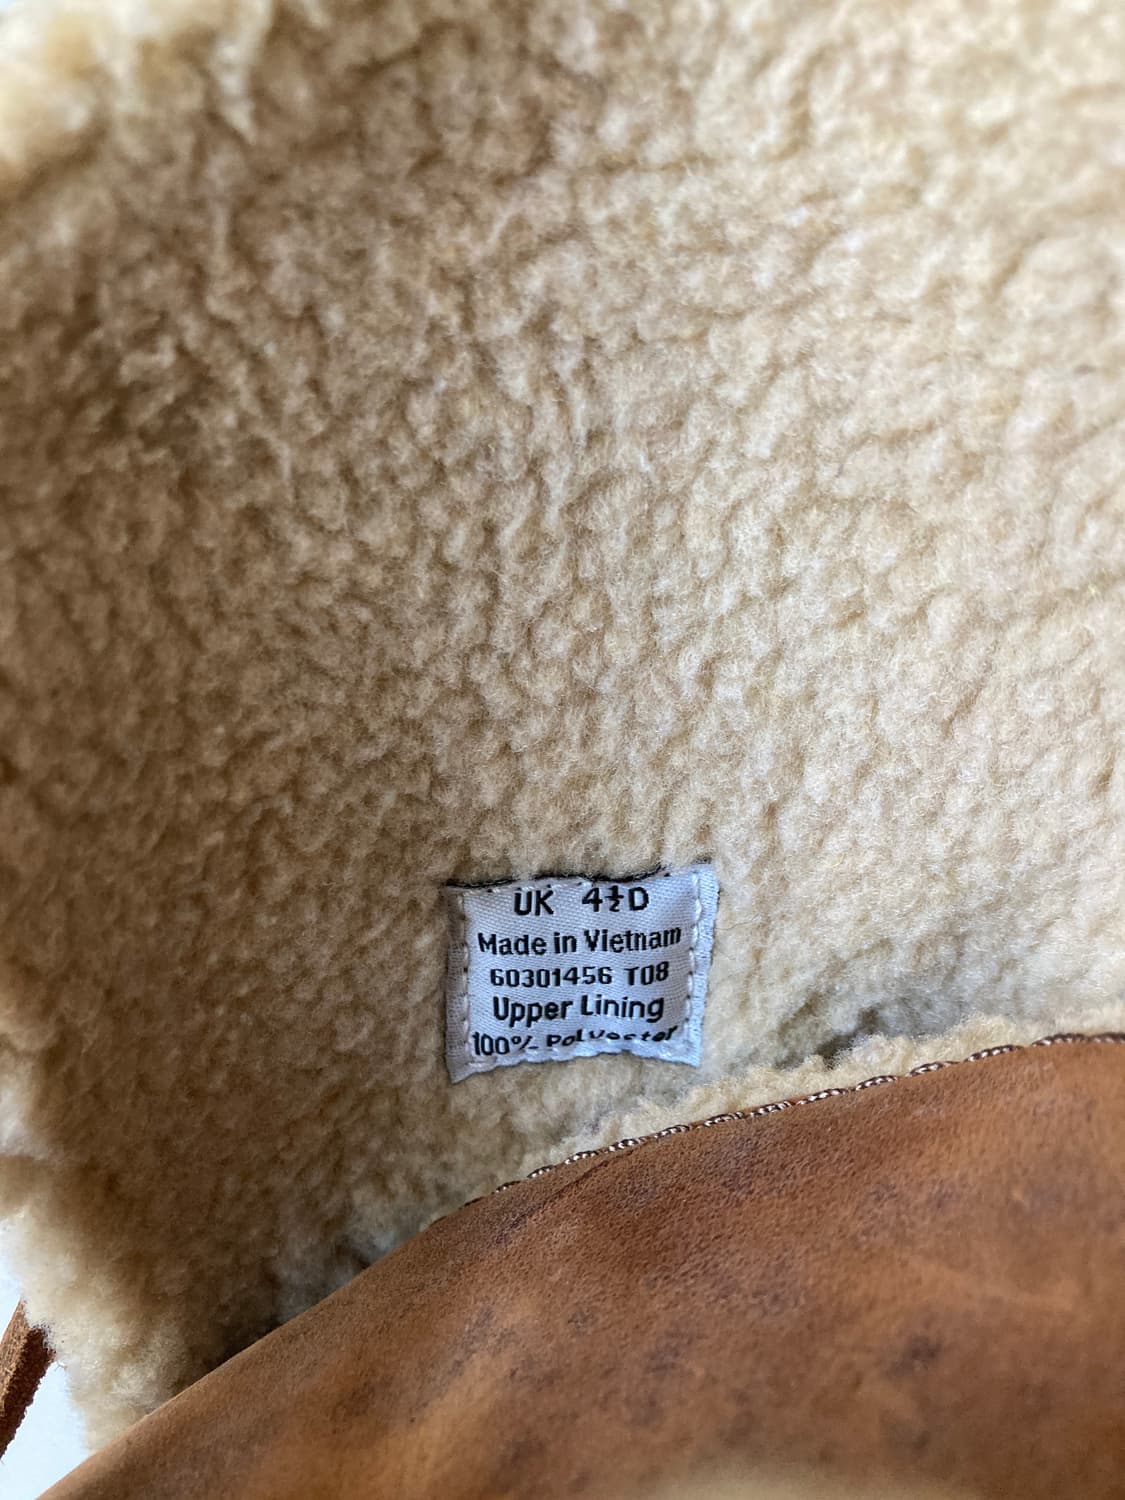 UK 4½D
Made in Vietnam
60301456 T08
Upper Lining
100% Polyester